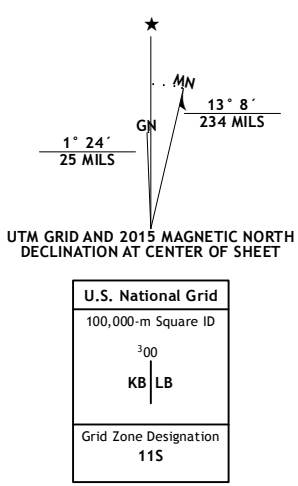 ★
MN
13° 8´
234 MILS
GN
1° 24´
25 MILS
UTM GRID AND 2015 MAGNETIC NORTH
DECLINATION AT CENTER OF SHEET
U.S. National Grid
100,000-m Square ID
³00
KB LB
Grid Zone Designation
11S